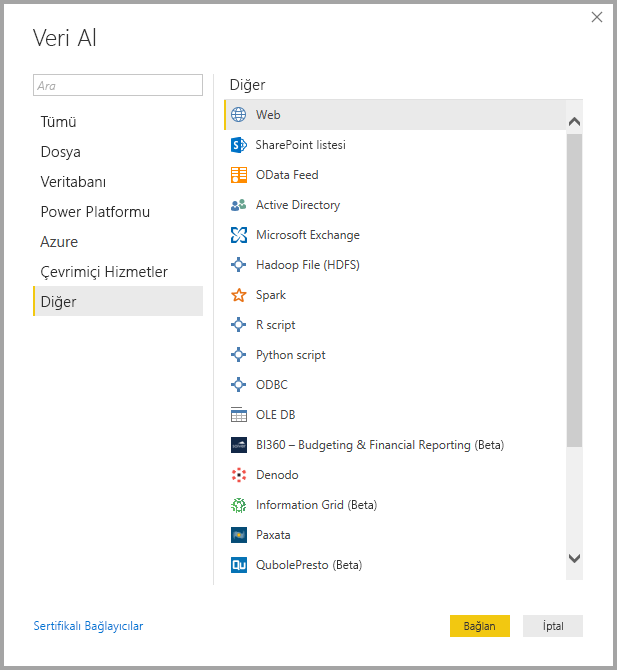 Veri Al
Ara
Tümü
Dosya
Veritabanı
Power Platformu
Azure
Çevrimiçi Hizmetler
Diğer
Diğer
Web
SharePoint listesi
OData Feed
Active Directory
Microsoft Exchange
Hadoop File (HDFS)
Spark
R script
Python script
ODBC
OLE DB
BI360 – Budgeting & Financial Reporting (Beta)
Denodo
Information Grid (Beta)
Paxata
QubolePresto (Beta)
Sertifikalı Bağlayıcılar
Bağlan
İptal